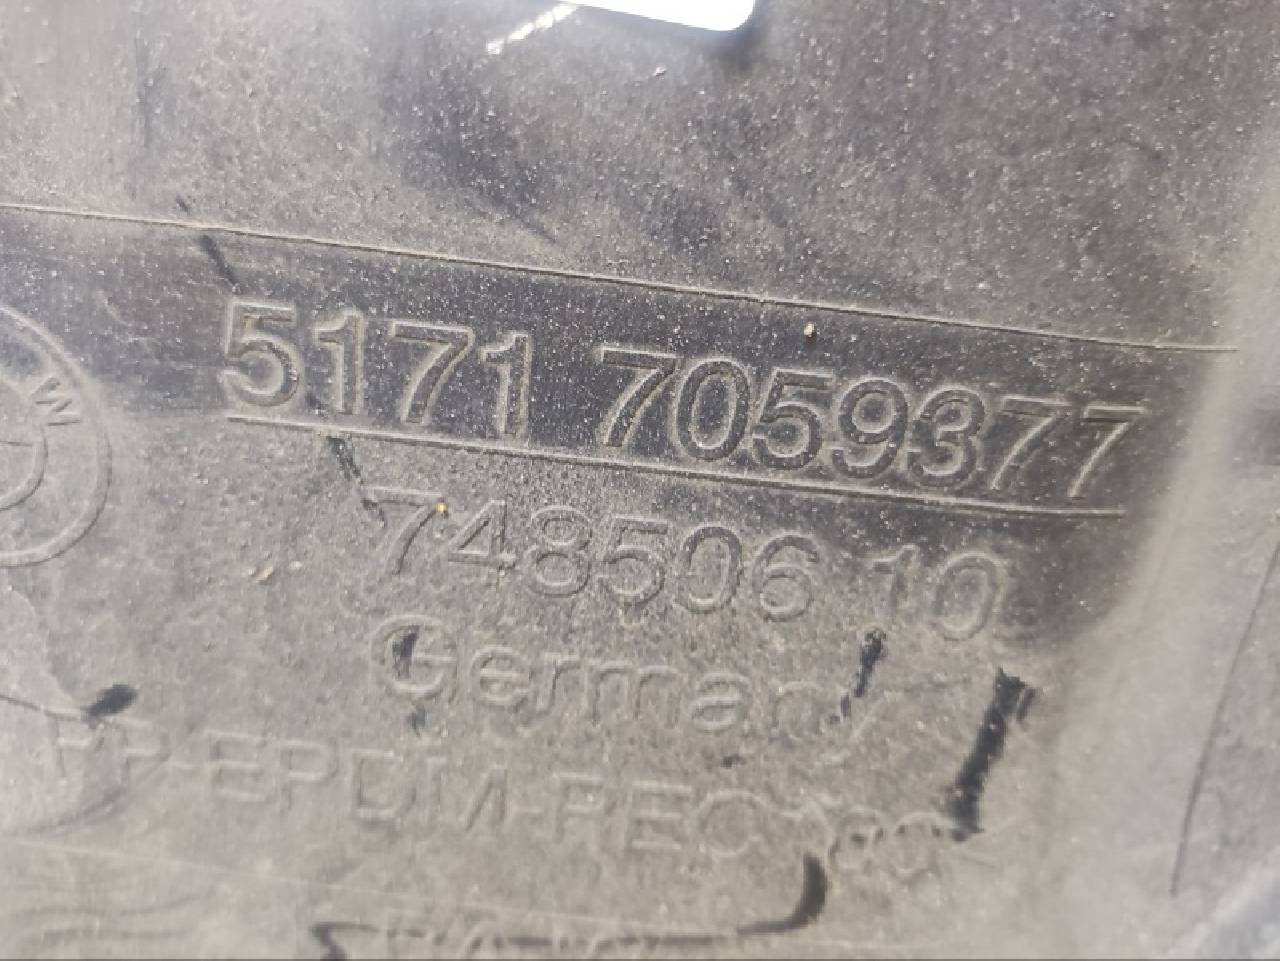 W
5171 7059377
748506 10
Germany
PP-EPDM-REC